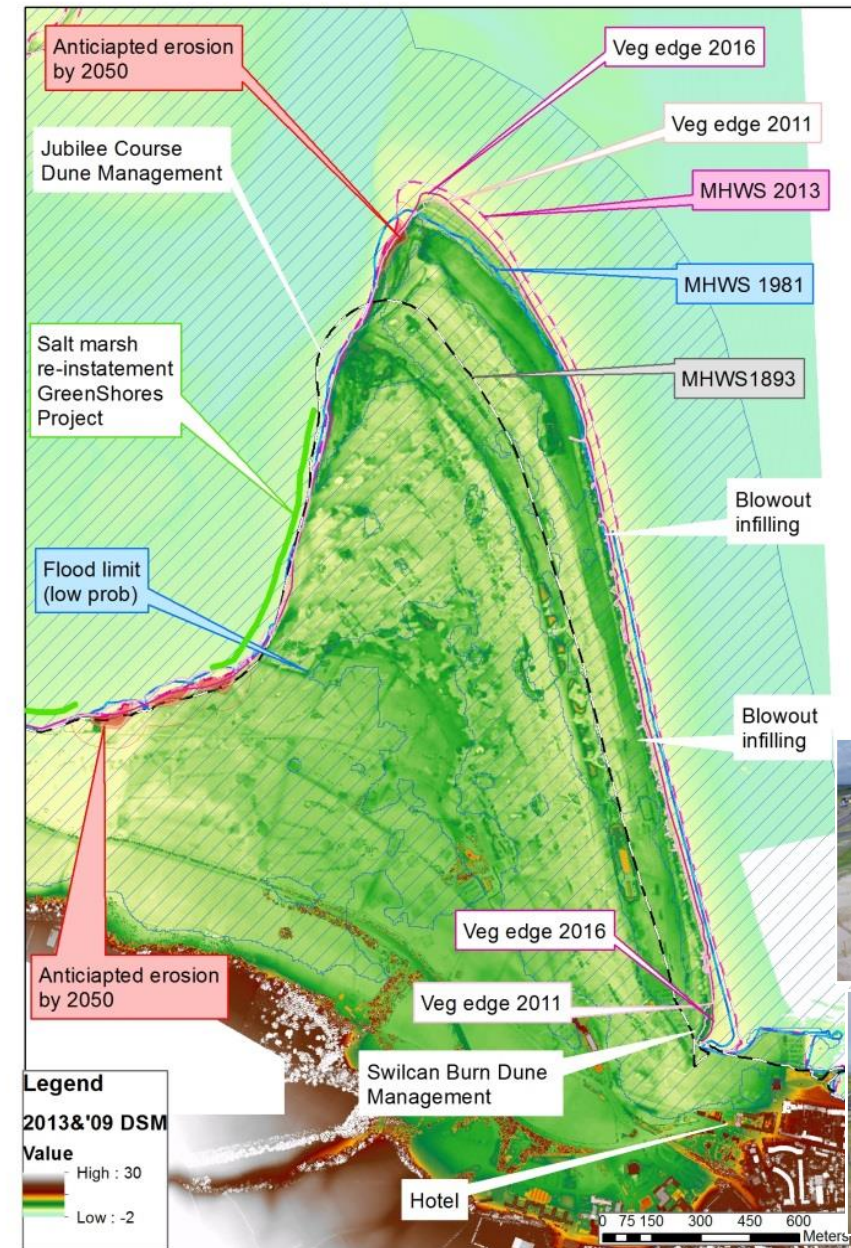 Anticiapted erosion
by 2050
Veg edge 2016
Veg edge 2011
Jubilee Course
Dune Management
MHWS 2013
MHWS 1981
Salt marsh
re-instatement
GreenShores
Project
MHWS1893
Blowout
infilling
Flood limit
(low prob)
Blowout
infilling
Veg edge 2016
Anticiapted erosion
by 2050
Veg edge 2011
Swilcan Burn Dune
Management
Legend
2013&'09 DSM
Value
High : 30
Low : -2
Hotel
0 75 150 300 450 600
Meters